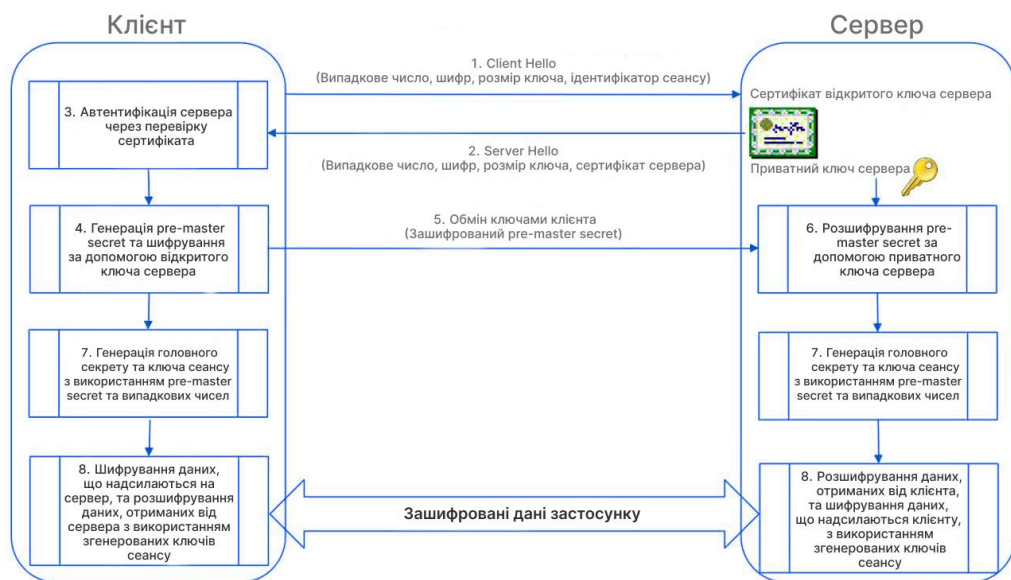 Клієнт
Сервер
1. Client Hello
(Випадкове число, шифр, розмір ключа, ідентифікатор сеансу)
3. Автентифікація сервера
через перевірку
сертифіката
Сертифікат відкритого ключа сервера
2. Server Hello
(Випадкове число, шифр, розмір ключа, сертифікат сервера)
Приватний ключ сервера
4. Генерація pre-master
secret та шифрування
за допомогою відкритого
ключа сервера
5. Обмін ключами клієнта
(Зашифрований pre-master secret)
6. Розшифрування pre-
master secret за
допомогою приватного
ключа сервера
7. Генерація головного
секрету та ключа сеансу
з використанням pre-master
secret та випадкових чисел
7. Генерація головного
секрету та ключа сеансу
з використанням pre-master
secret та випадкових чисел
8. Шифрування даних,
що надсилаються на
сервер, та розшифрування
даних, отриманих від
сервера з використанням
згенерованих ключів
сеансу
Зашифровані дані застосунку
8. Розшифрування даних,
отриманих від клієнта,
та шифрування даних,
що надсилаються клієнту,
з використанням
згенерованих ключів
сеансу